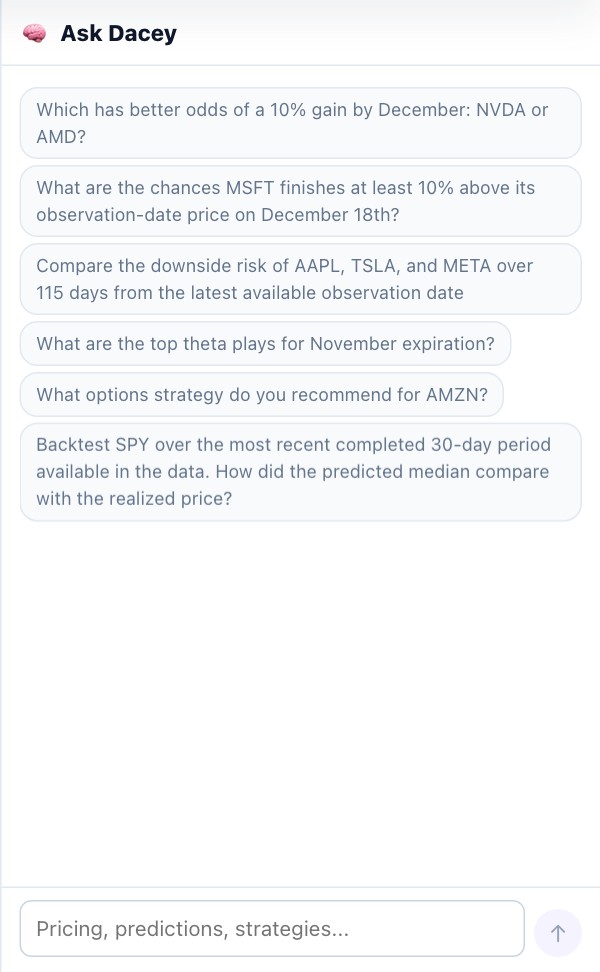 Ask Dacey
Which has better odds of a 10% gain by December: NVDA or
AMD?
What are the chances MSFT finishes at least 10% above its
observation-date price on December 18th?
Compare the downside risk of AAPL, TSLA, and META over
115 days from the latest available observation date
What are the top theta plays for November expiration?
What options strategy do you recommend for AMZN?
Backtest SPY over the most recent completed 30-day period
available in the data. How did the predicted median compare
with the realized price?
Pricing, predictions, strategies...